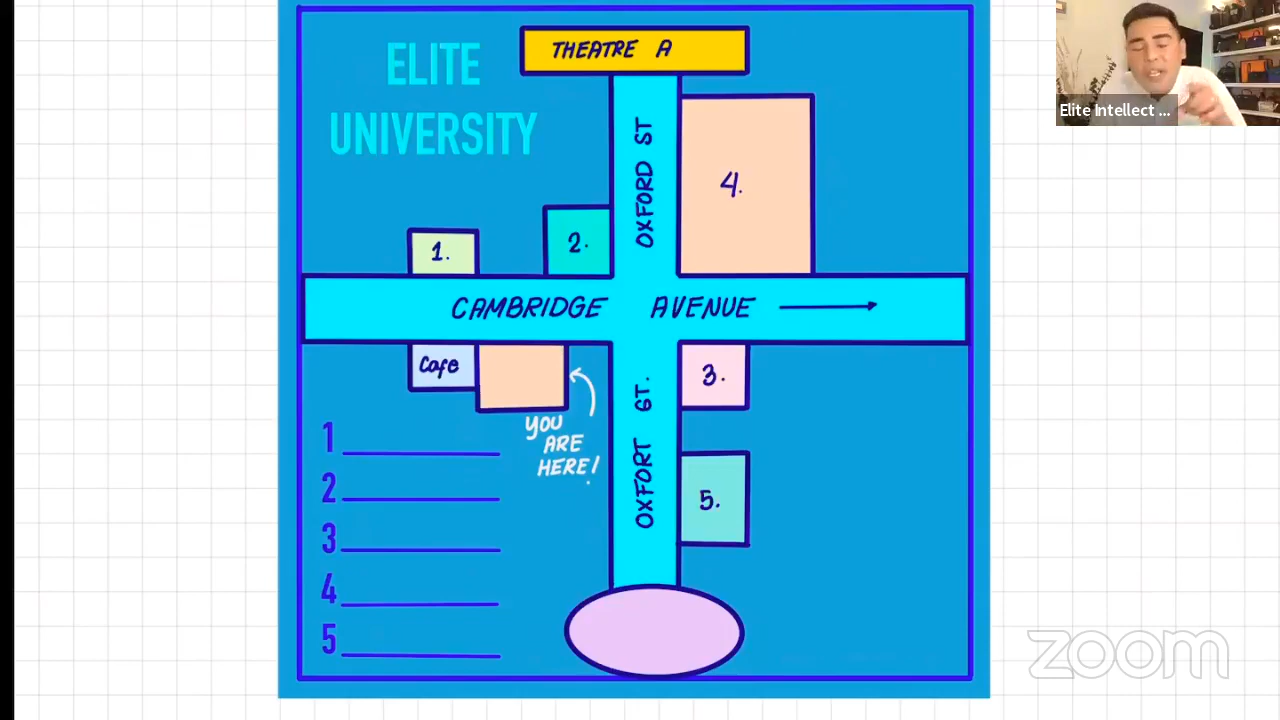 ELITE
UNIVERSITY
THEATRE A
OXFORD ST
4.
1.
2.
CAMBRIDGE AVENUE
Cafe
YOU
ARE
HERE!
3.
OXFORT ST.
5.
1
2
3
4
5
Elite Intellect ...
zoom